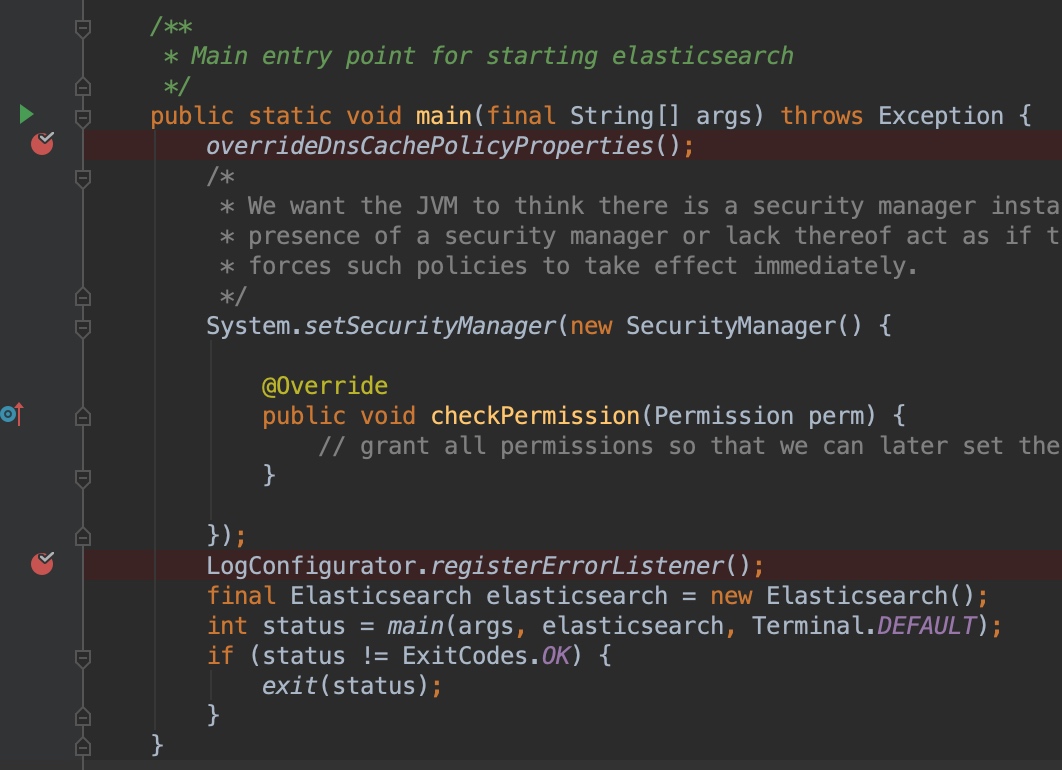 /**
 * Main entry point for starting elasticsearch
 */
public static void main(final String[] args) throws Exception {
    overrideDnsCachePolicyProperties();
    /*
     * We want the JVM to think there is a security manager
     * presence of a security manager or lack thereof act as if
     * forces such policies to take effect immediately.
     */
    System.setSecurityManager(new SecurityManager() {

        @Override
        public void checkPermission(Permission perm) {
            // grant all permissions so that we can later set the
        }

    });
    LogConfigurator.registerErrorListener();
    final Elasticsearch elasticsearch = new Elasticsearch();
    int status = main(args, elasticsearch, Terminal.DEFAULT);
    if (status != ExitCodes.OK) {
        exit(status);
    }
}